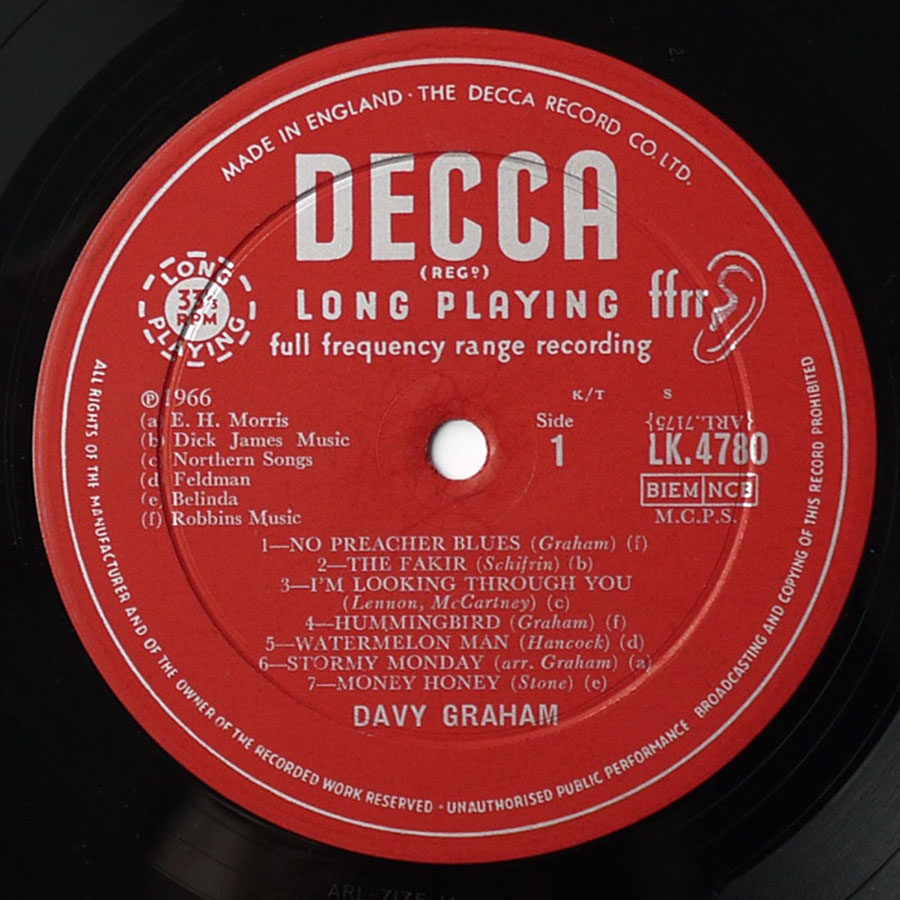 MADE IN ENGLAND · THE DECCA RECORD CO. LTD.
DECCA
(REGD)
LONG PLAYING
ffrr
full frequency range recording
LONG
33⅓
RPM
PLAYING
℗ 1966
(a) E. H. Morris
(b) Dick James Music
(c) Northern Songs
(d) Feldman
(e) Belinda
(f) Robbins Music
K/T S
Side
1
{ARL.7175}
LK.4780
BIEM NCB
M.C.P.S.
1—NO PREACHER BLUES (Graham) (f)
2—THE FAKIR (Schifrin) (b)
3—I'M LOOKING THROUGH YOU
(Lennon, McCartney) (c)
4—HUMMINGBIRD (Graham) (f)
5—WATERMELON MAN (Hancock) (d)
6—STORMY MONDAY (arr. Graham) (a)
7—MONEY HONEY (Stone) (e)
DAVY GRAHAM
ALL RIGHTS OF THE MANUFACTURER AND OF THE OWNER OF THE RECORDED WORK RESERVED · UNAUTHORISED PUBLIC PERFORMANCE BROADCASTING AND COPYING OF THIS RECORD PROHIBITED